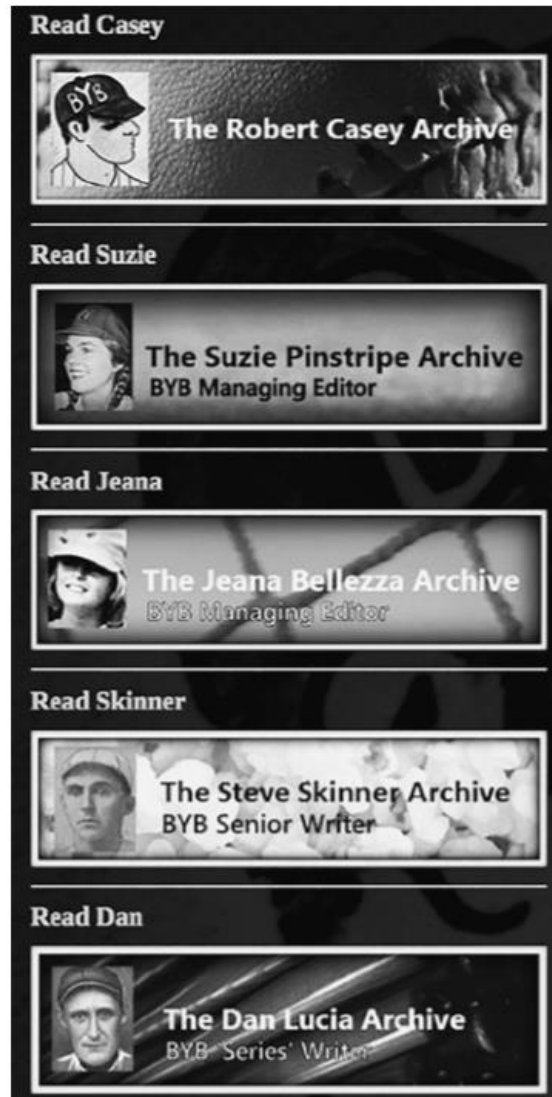 Read Casey
BYB
The Robert Casey Archive
Read Suzie
The Suzie Pinstripe Archive
BYB Managing Editor
Read Jeana
The Jeana Bellezza Archive
BYB Managing Editor
Read Skinner
The Steve Skinner Archive
BYB Senior Writer
Read Dan
The Dan Lucia Archive
BYB 'Series' Writer